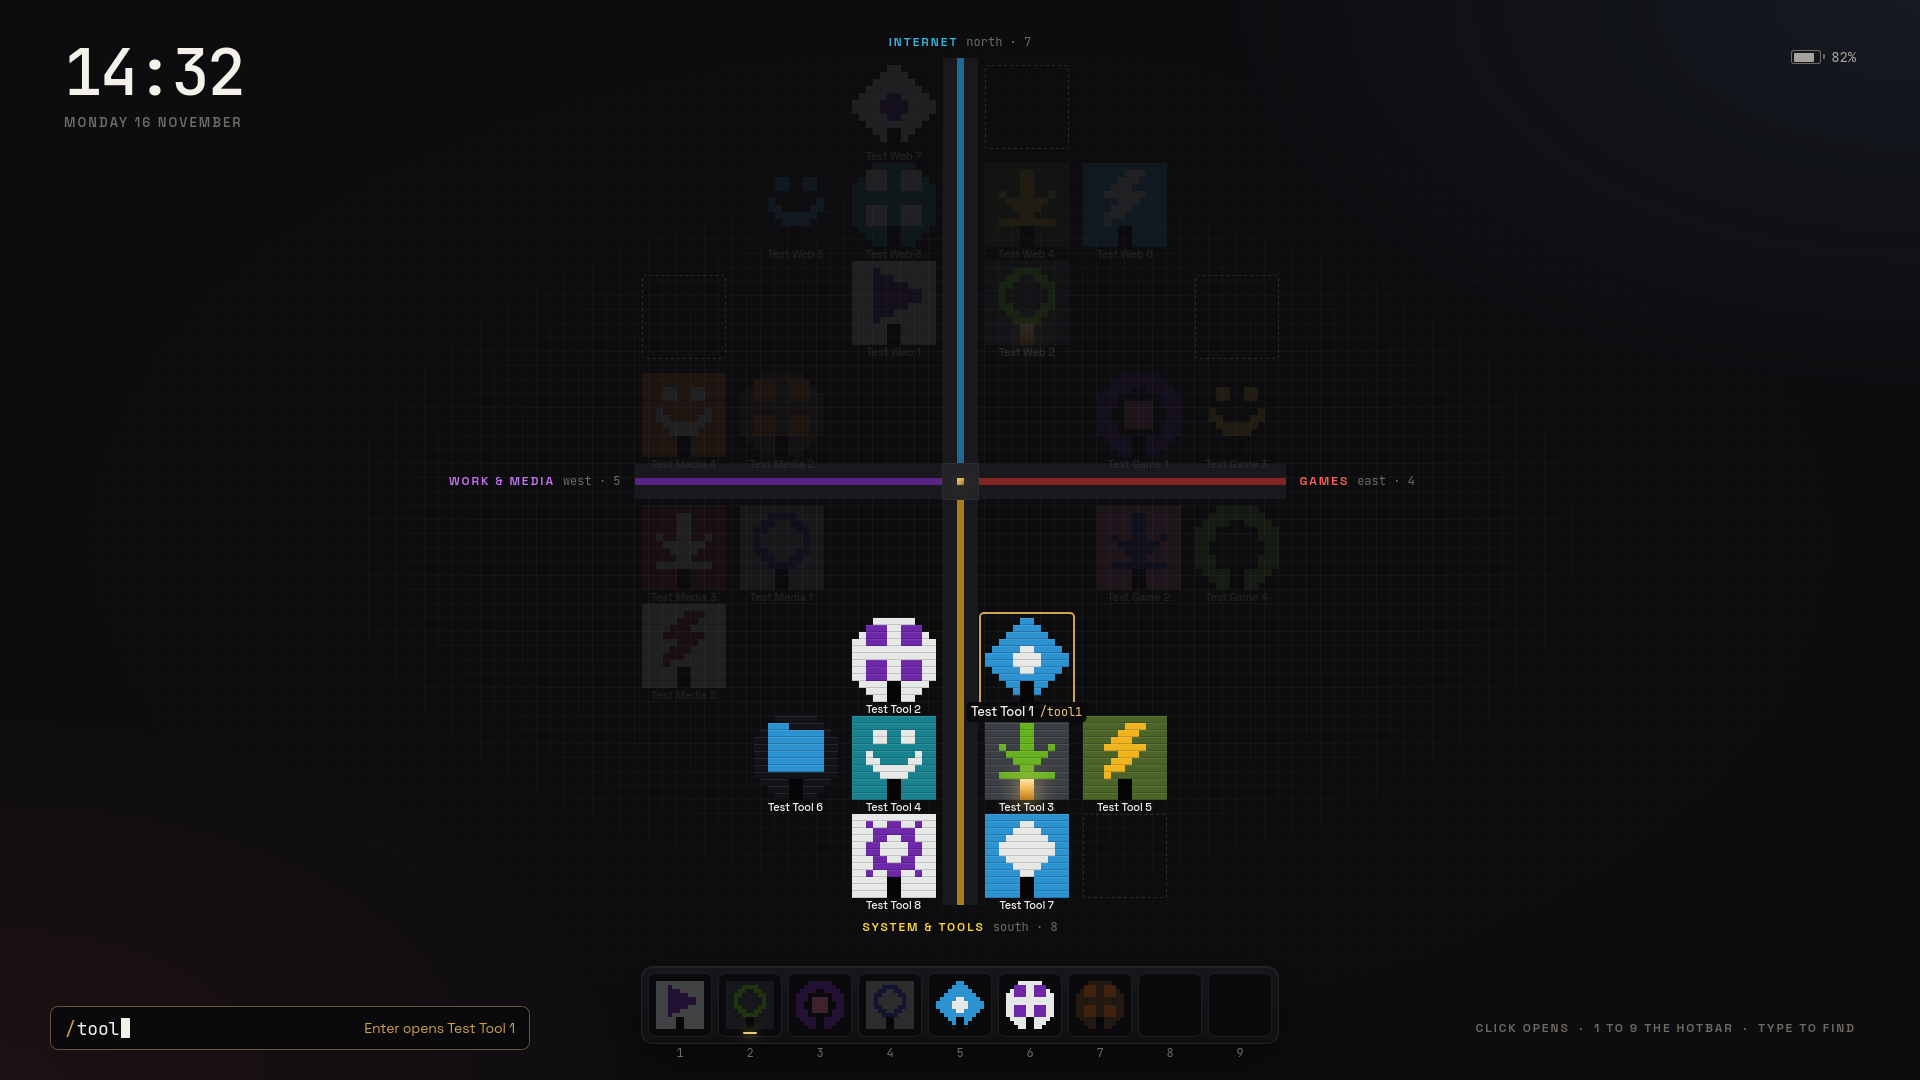 14:32
MONDAY 16 NOVEMBER
INTERNET north · 7
82%
Test Web 7
Test Web 5
Test Web 3
Test Web 4
Test Web 6
Test Web 1
Test Web 2
Test Media 4
Test Media 2
Test Game 1
Test Game 3
WORK & MEDIA west · 5
GAMES east · 4
Test Media 3
Test Media 1
Test Game 2
Test Game 4
Test Media 5
Test Tool 2
Test Tool 1 /tool1
Test Tool 6
Test Tool 4
Test Tool 3
Test Tool 5
Test Tool 8
Test Tool 7
SYSTEM & TOOLS south · 8
/tool
Enter opens Test Tool 1
1 2 3 4 5 6 7 8 9
CLICK OPENS · 1 TO 9 THE HOTBAR · TYPE TO FIND